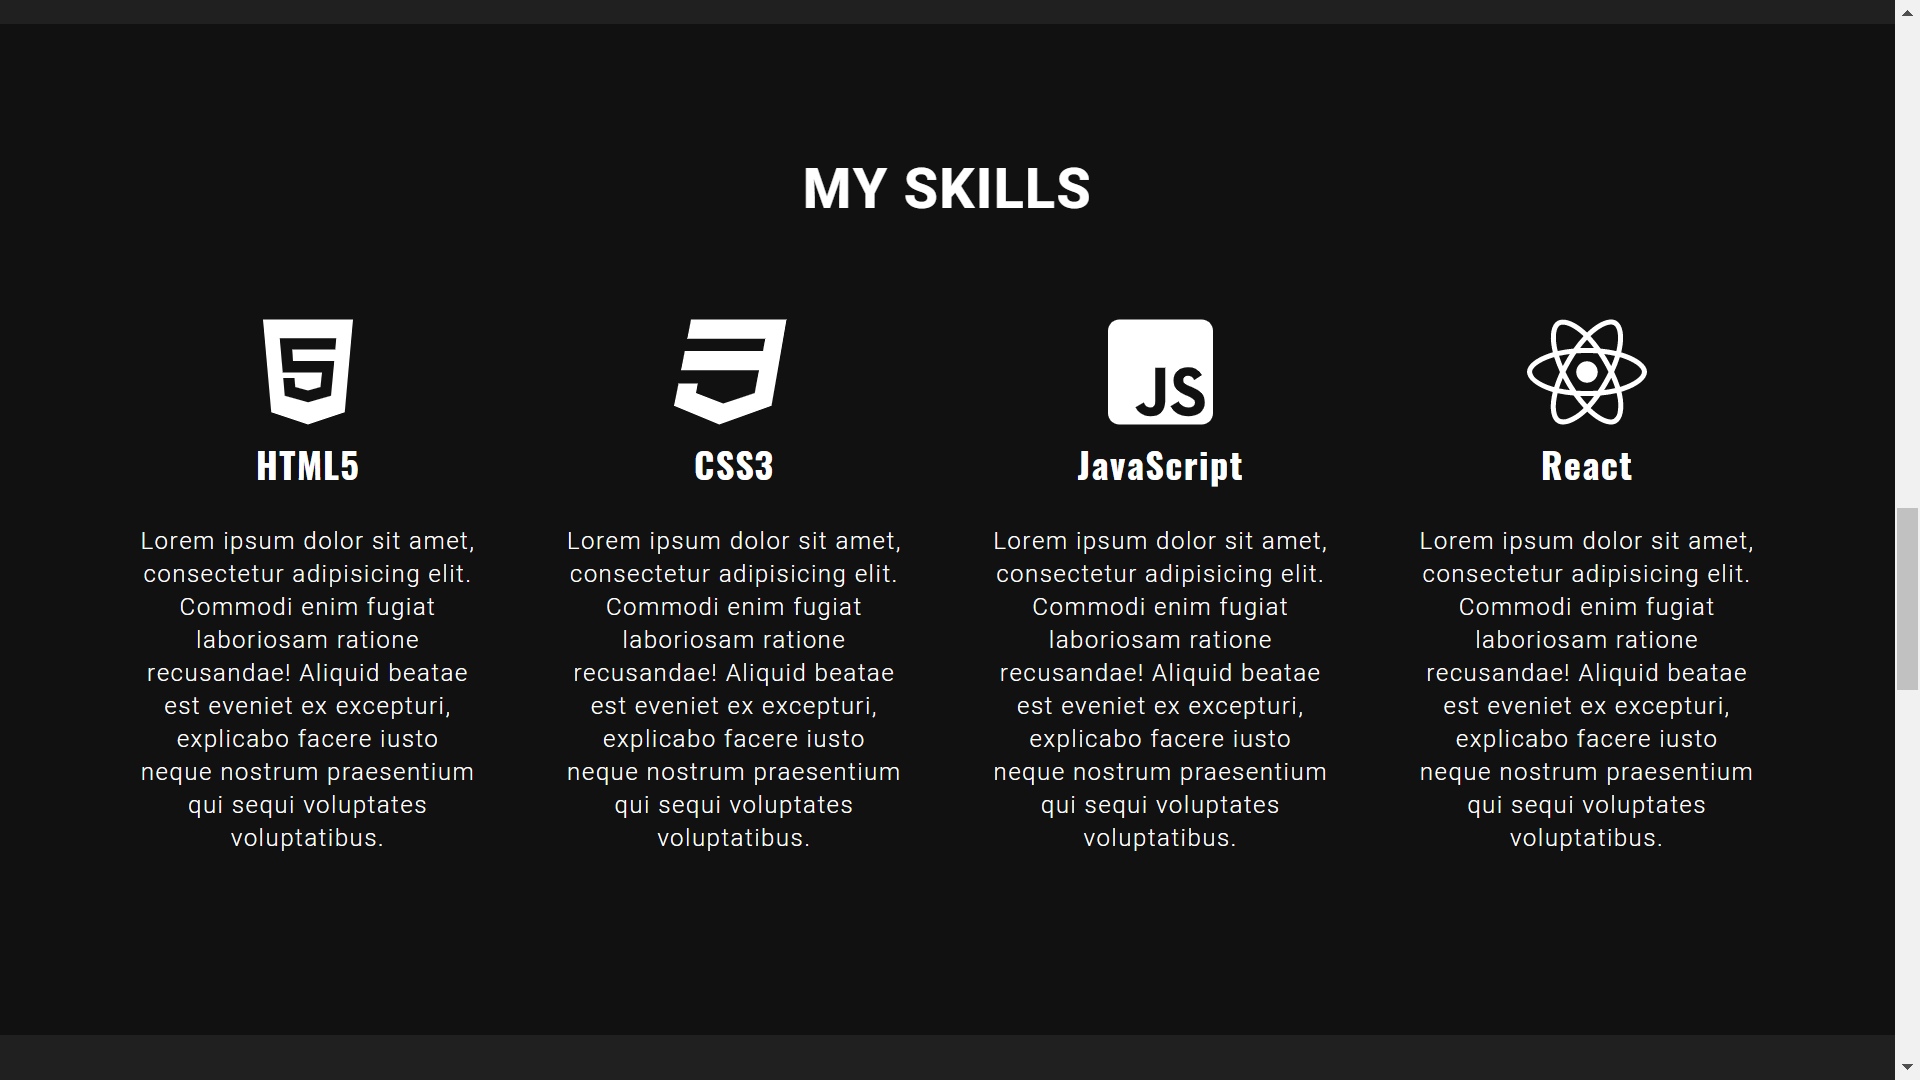 MY SKILLS
5
JS
HTML5
CSS3
JavaScript
React
Lorem ipsum dolor sit amet,
consectetur adipisicing elit.
Commodi enim fugiat
laboriosam ratione
recusandae! Aliquid beatae
est eveniet ex excepturi,
explicabo facere iusto
neque nostrum praesentium
qui sequi voluptates
voluptatibus.
Lorem ipsum dolor sit amet,
consectetur adipisicing elit.
Commodi enim fugiat
laboriosam ratione
recusandae! Aliquid beatae
est eveniet ex excepturi,
explicabo facere iusto
neque nostrum praesentium
qui sequi voluptates
voluptatibus.
Lorem ipsum dolor sit amet,
consectetur adipisicing elit.
Commodi enim fugiat
laboriosam ratione
recusandae! Aliquid beatae
est eveniet ex excepturi,
explicabo facere iusto
neque nostrum praesentium
qui sequi voluptates
voluptatibus.
Lorem ipsum dolor sit amet,
consectetur adipisicing elit.
Commodi enim fugiat
laboriosam ratione
recusandae! Aliquid beatae
est eveniet ex excepturi,
explicabo facere iusto
neque nostrum praesentium
qui sequi voluptates
voluptatibus.